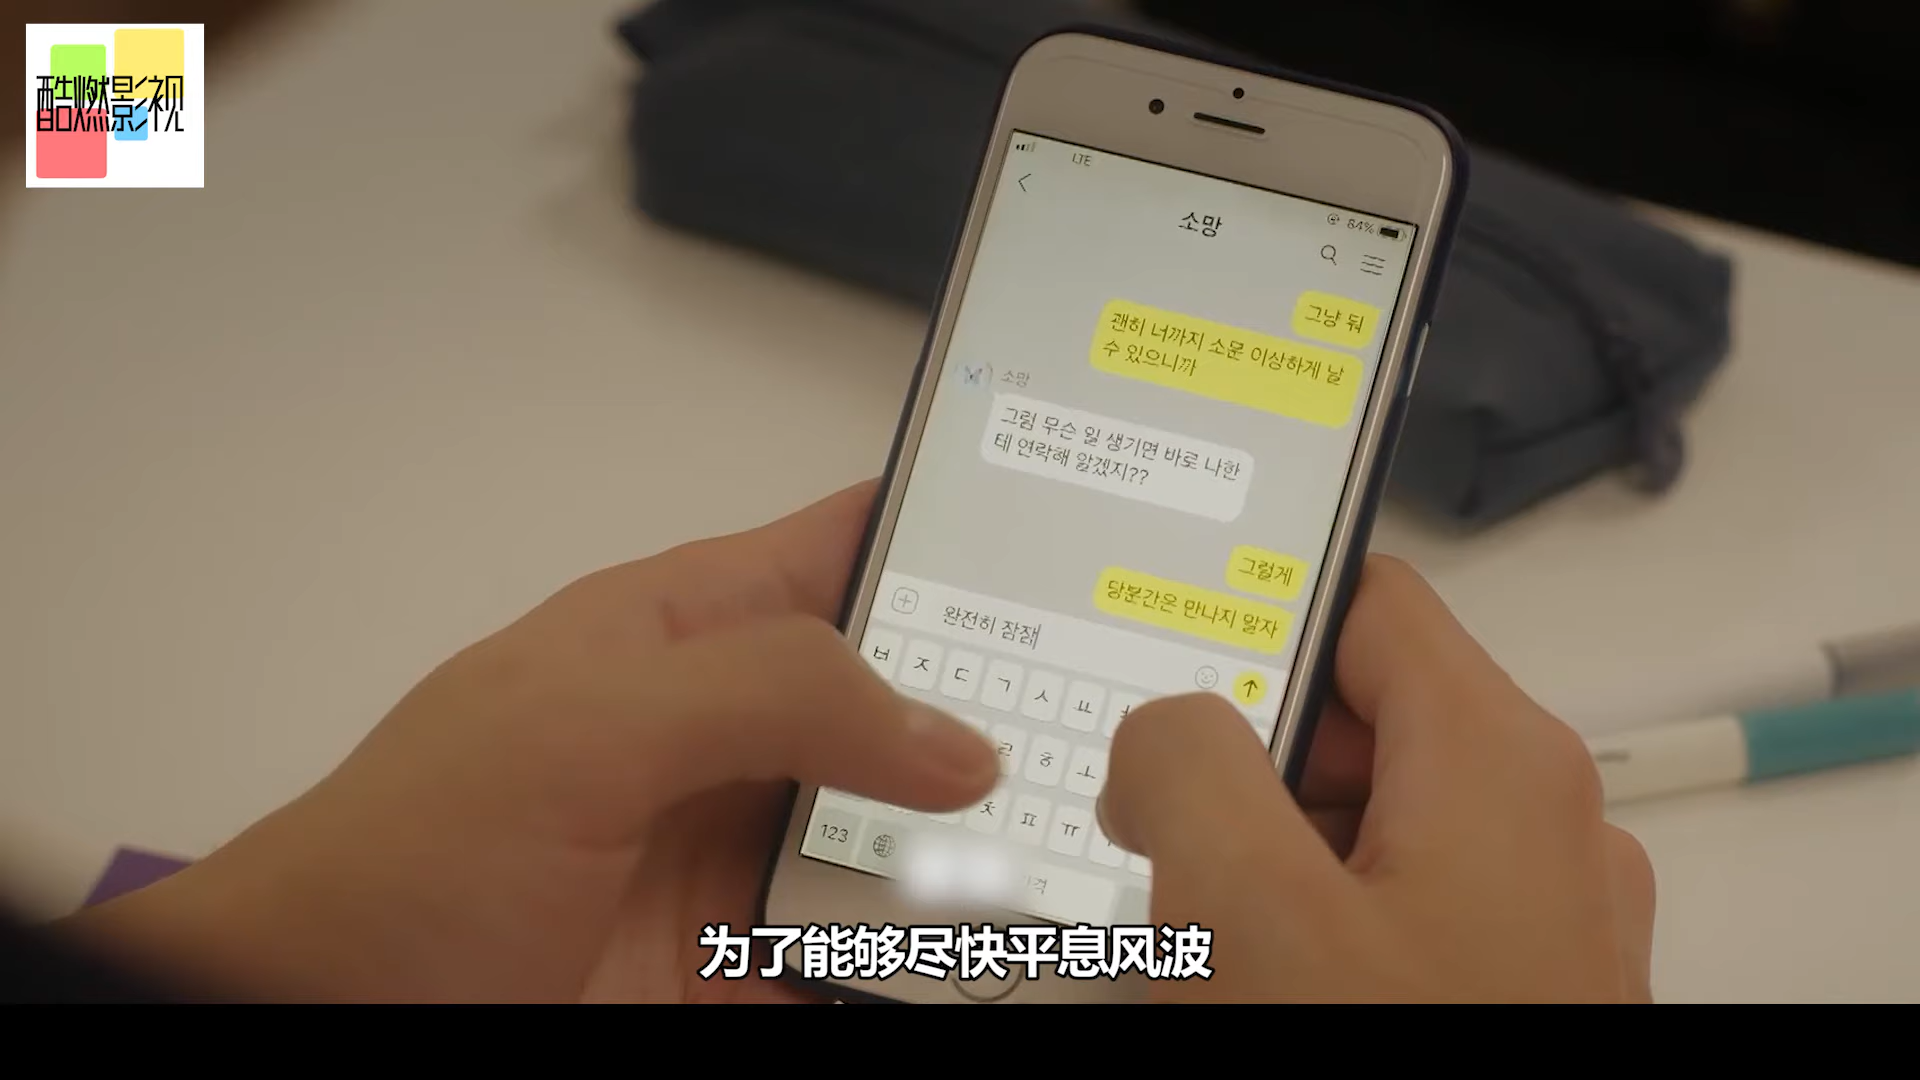 酷燃影视
LTE
84%
소망
그냥 둬
괜히 너까지 소문 이상하게 날
수 있으니까
소망
그럼 무슨 일 생기면 바로 나한
테 연락해 알겠지??
그럴게
당분간은 만나지 말자
완전히 잠잠
ㅂ ㅈ ㄷ ㄱ ㅅ ㅛ
ㄹ ㅎ ㅗ
ㅊ ㅍ ㅠ
123
为了能够尽快平息风波